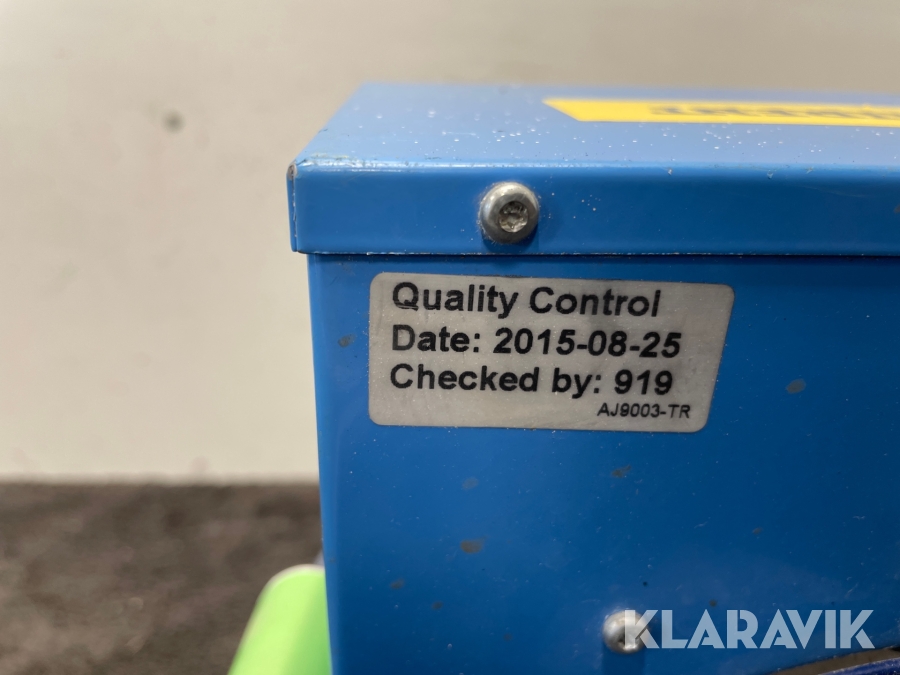 Quality Control
Date: 2015-08-25
Checked by: 919
AJ9003-TR
KLARAVIK